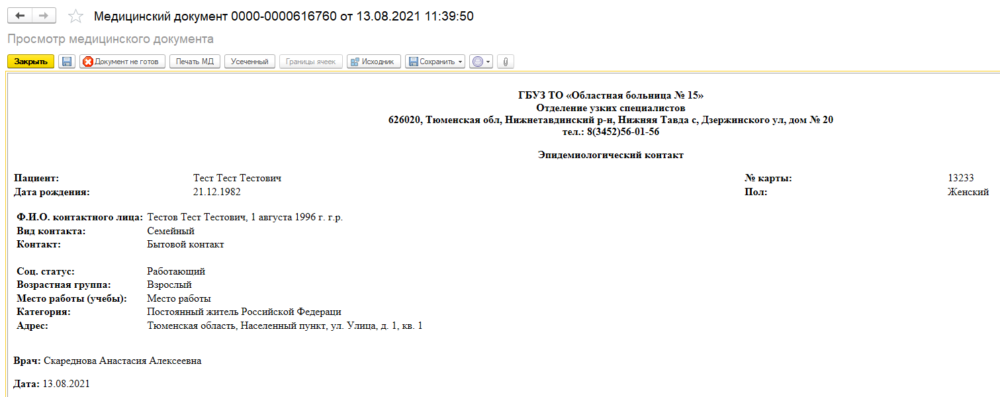 Медицинский документ 0000-0000616760 от 13.08.2021 11:39:50
Просмотр медицинского документа
Закрыть Документ не готов Печать МД Усеченный Границы ячеек Исходник Сохранить
ГБУЗ ТО «Областная больница № 15»
Отделение узких специалистов
626020, Тюменская обл, Нижнетавдинский р-н, Нижняя Тавда с, Дзержинского ул, дом № 20
тел.: 8(3452)56-01-56
Эпидемиологический контакт
Пациент: Тест Тест Тестович № карты: 13233
Дата рождения: 21.12.1982 Пол: Женский
Ф.И.О. контактного лица: Тестов Тест Тестович, 1 августа 1996 г. г.р.
Вид контакта: Семейный
Контакт: Бытовой контакт
Соц. статус: Работающий
Возрастная группа: Взрослый
Место работы (учебы): Место работы
Категория: Постоянный житель Российской Федераци
Адрес: Тюменская область, Населенный пункт, ул. Улица, д. 1, кв. 1
Врач: Скареднова Анастасия Алексеевна
Дата: 13.08.2021